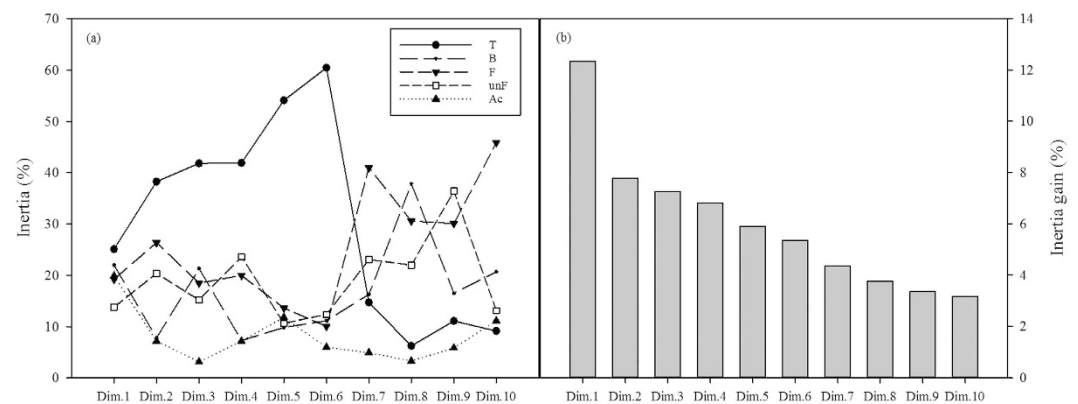 70
60
50
40
30
20
10
0
Inertia (%)
(a)
T
B
F
unF
Ac
Dim.1 Dim.2 Dim.3 Dim.4 Dim.5 Dim.6 Dim.7 Dim.8 Dim.9 Dim.10
(b)
14
12
10
8
6
4
2
0
Inertia gain (%)
Dim.1 Dim.2 Dim.3 Dim.4 Dim.5 Dim.6 Dim.7 Dim.8 Dim.9 Dim.10